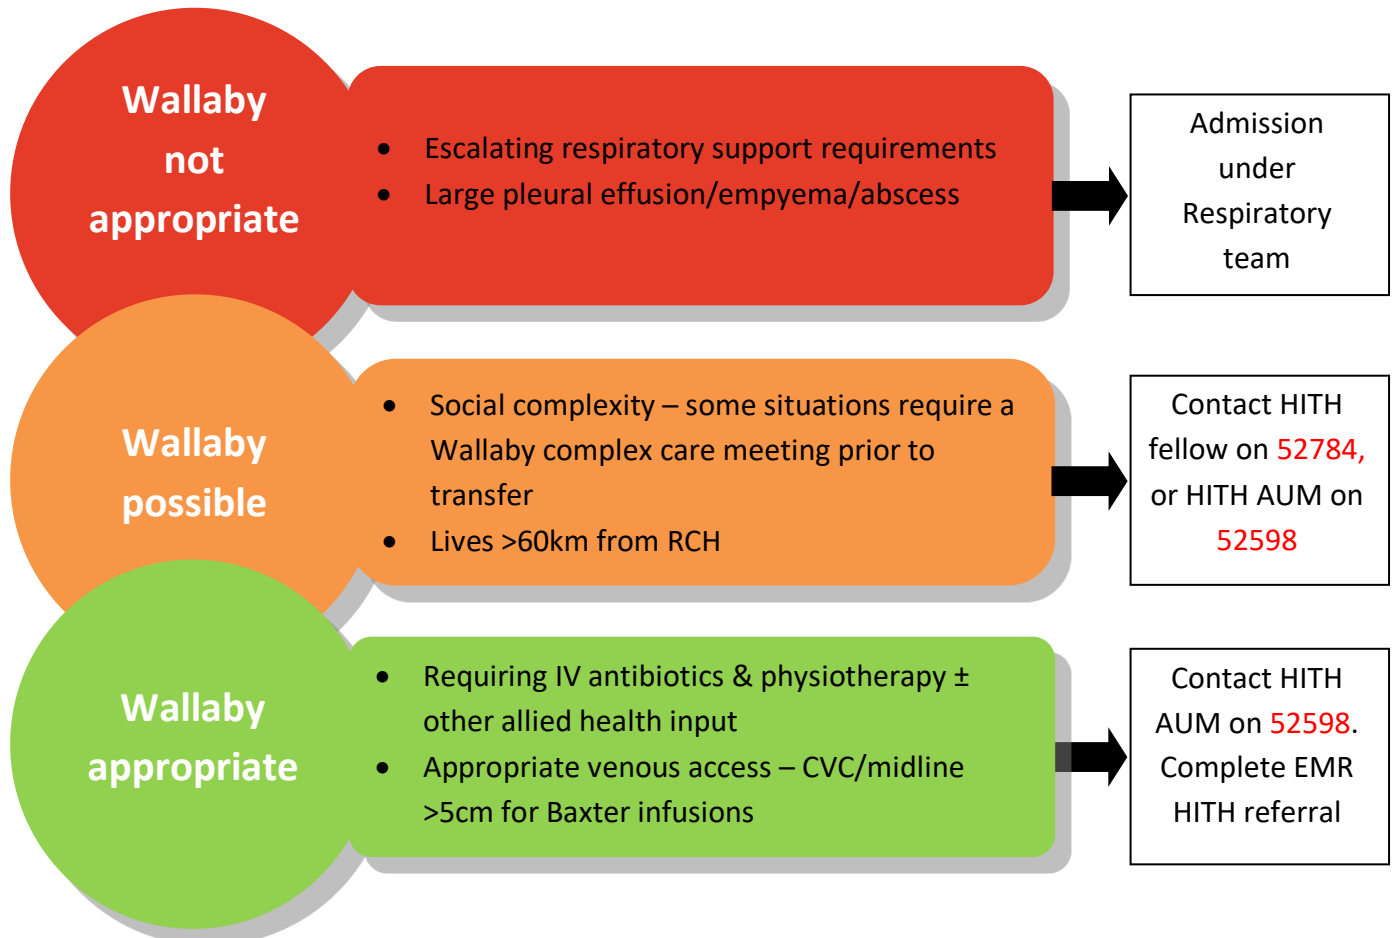 Wallaby
not
appropriate
• Escalating respiratory support requirements
• Large pleural effusion/empyema/abscess
Admission
under
Respiratory
team
Wallaby
possible
• Social complexity – some situations require a
Wallaby complex care meeting prior to
transfer
• Lives >60km from RCH
Contact HITH
fellow on 52784,
or HITH AUM on
52598
Wallaby
appropriate
• Requiring IV antibiotics & physiotherapy ±
other allied health input
• Appropriate venous access – CVC/midline
>5cm for Baxter infusions
Contact HITH
AUM on 52598.
Complete EMR
HITH referral